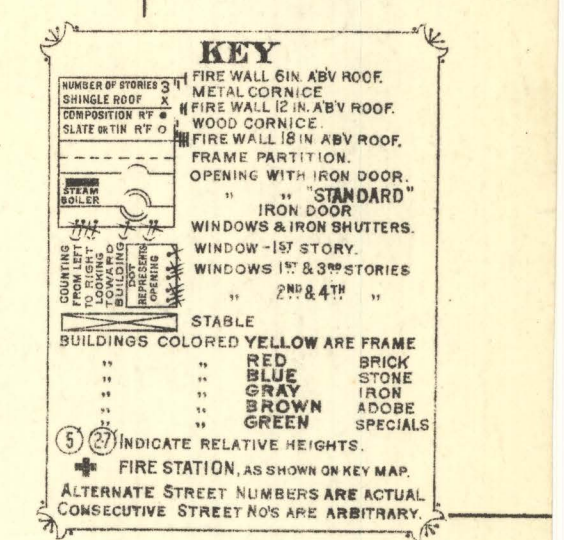 KEY
NUMBER OF STORIES 3
SHINGLE ROOF X
COMPOSITION R'F
SLATE OR TIN R'F O
STEAM
BOILER
FIRE WALL 6 IN. A'B'V ROOF.
METAL CORNICE
FIRE WALL 12 IN. A'B'V ROOF.
WOOD CORNICE.
FIRE WALL 18 IN. A'B'V ROOF.
FRAME PARTITION.
OPENING WITH IRON DOOR.
" " "STANDARD"
IRON DOOR
WINDOWS & IRON SHUTTERS.
WINDOW - 1ST STORY.
WINDOWS 1ST & 3RD STORIES
" 2ND & 4TH "
COUNTING
FROM LEFT
TO RIGHT
LOOKING
TOWARD
BUILDING
DOT
REPRESENTS
OPENING
STABLE
BUILDINGS COLORED YELLOW ARE FRAME
" " RED BRICK
" " BLUE STONE
" " GRAY IRON
" " BROWN ADOBE
" " GREEN SPECIALS
5 27 INDICATE RELATIVE HEIGHTS.
FIRE STATION, AS SHOWN ON KEY MAP.
ALTERNATE STREET NUMBERS ARE ACTUAL
CONSECUTIVE STREET NO'S ARE ARBITRARY.